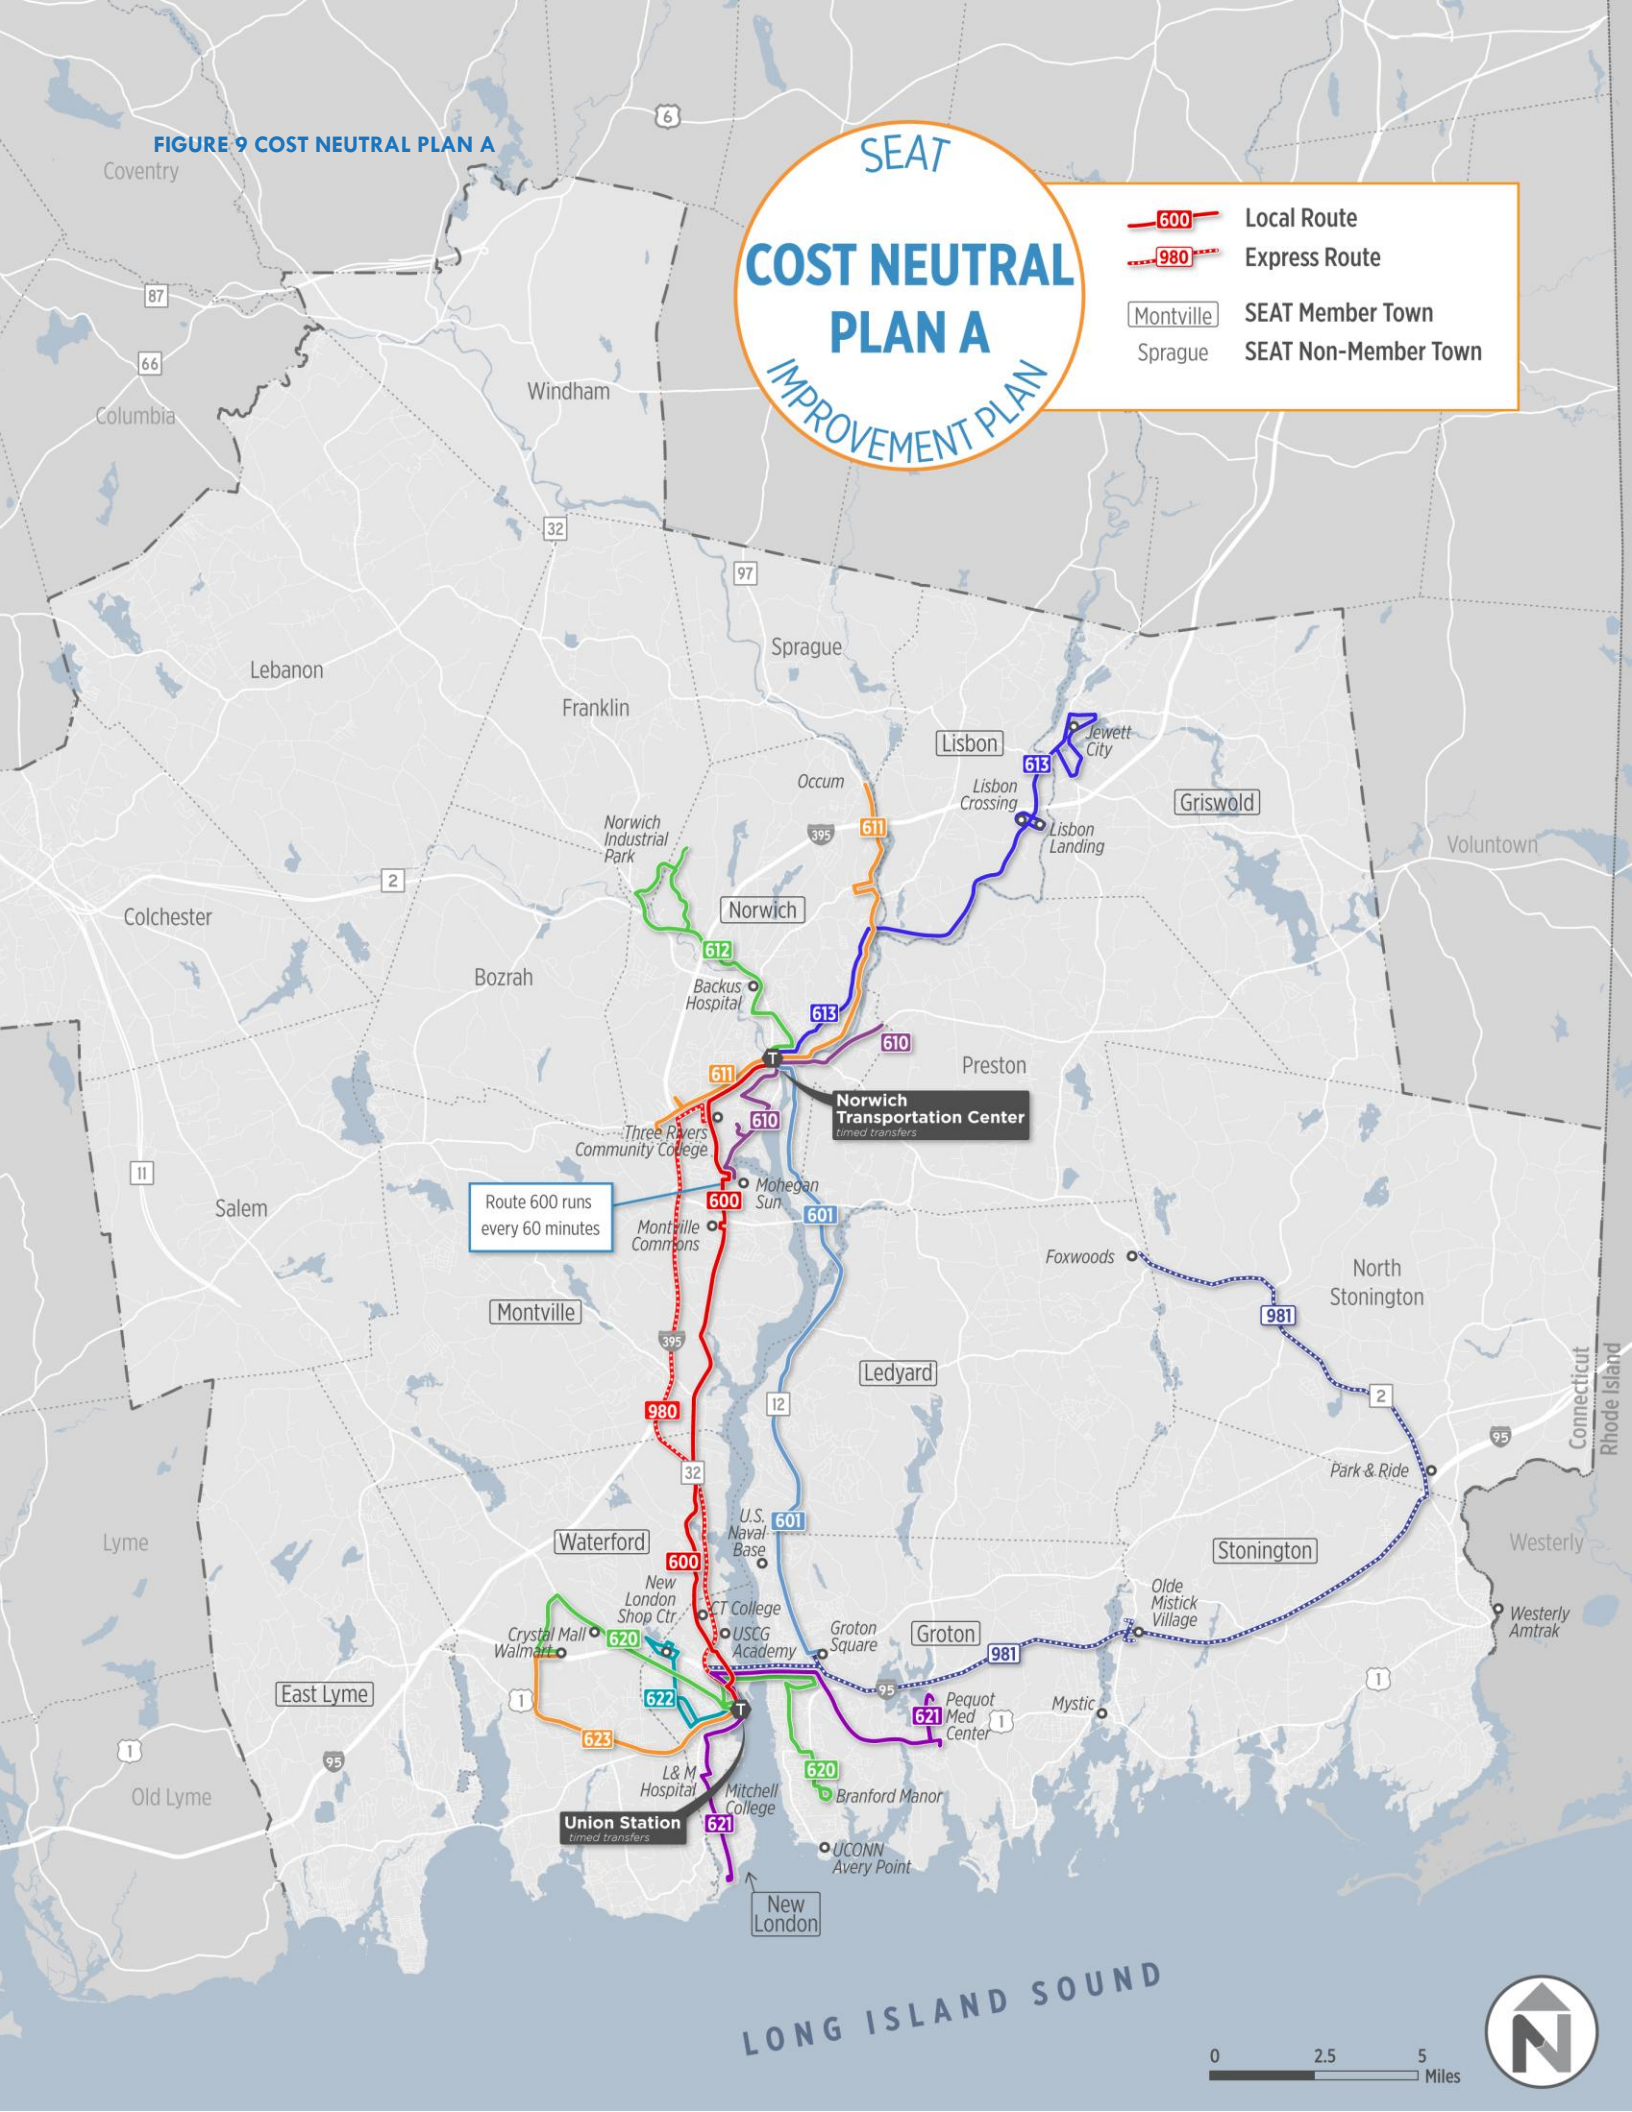 FIGURE 9 COST NEUTRAL PLAN A
SEAT
COST NEUTRAL
PLAN A
IMPROVEMENT PLAN
600
Local Route
980
Express Route
Montville
SEAT Member Town
Sprague
SEAT Non-Member Town
6
Coventry
87
66
Columbia
Windham
32
97
Sprague
Lebanon
Franklin
Lisbon
Jewett
City
613
Occum
Lisbon
Crossing
Griswold
Norwich
Industrial
Park
395
611
Lisbon
Landing
Voluntown
2
Norwich
Colchester
612
Bozrah
Backus
Hospital
613
610
Preston
611
Norwich
Transportation Center
timed transfers
610
Three Rivers
Community College
11
Mohegan
Sun
Route 600 runs
every 60 minutes
600
Salem
601
Montville
Commons
Foxwoods
North
Stonington
Montville
981
395
Connecticut
Rhode Island
Ledyard
2
12
980
95
32
Park & Ride
U.S.
Naval
Base
601
Waterford
Lyme
Stonington
Westerly
600
New
London
Shop Ctr
Olde
Mistick
Village
CT College
Westerly
Amtrak
Crystal Mall
620
USCG
Academy
Groton
Square
Groton
Walmart
981
1
East Lyme
622
95
1
Pequot
Med
Center
621
1
Mystic
623
1
95
620
L & M
Hospital
Mitchell
College
Branford Manor
Old Lyme
Union Station
timed transfers
621
UCONN
Avery Point
New
London
LONG ISLAND SOUND
N
0
2.5
5
Miles